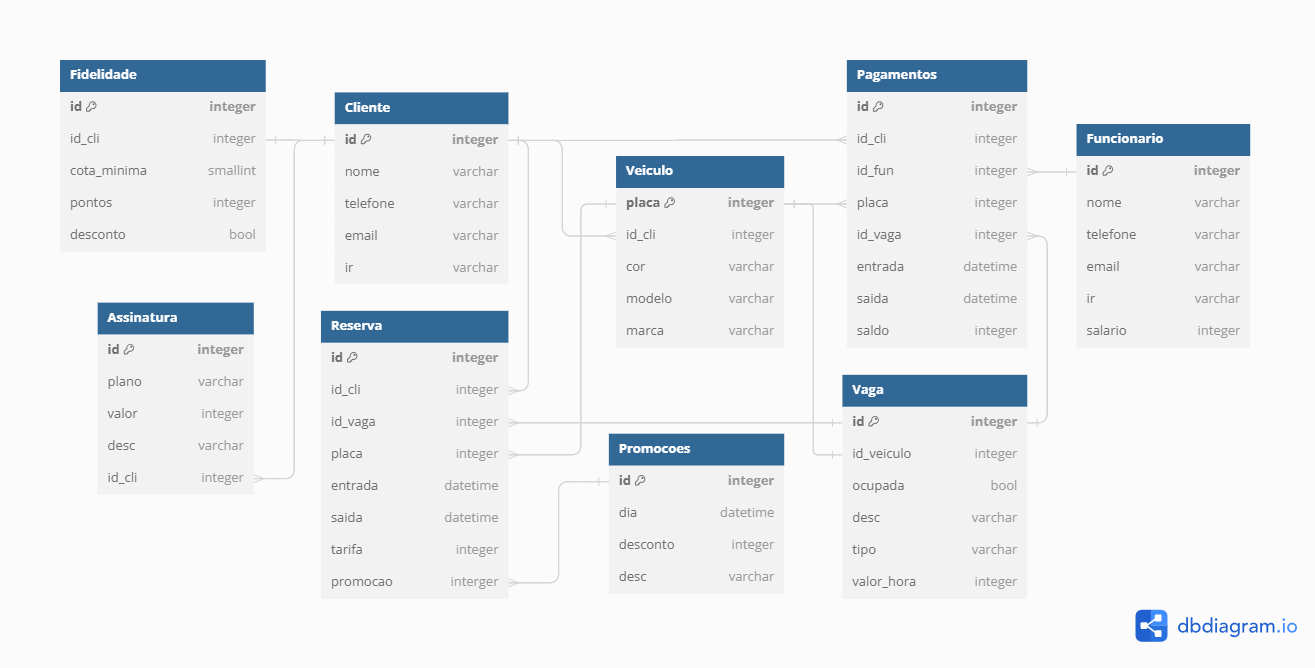 Fidelidade
id integer
id_cli integer
cota_minima smallint
pontos integer
desconto bool
Cliente
id integer
nome varchar
telefone varchar
email varchar
ir varchar
Veiculo
placa integer
id_cli integer
cor varchar
modelo varchar
marca varchar
Pagamentos
id integer
id_cli integer
id_fun integer
placa integer
id_vaga integer
entrada datetime
saida datetime
saldo integer
Funcionario
id integer
nome varchar
telefone varchar
email varchar
ir varchar
salario integer
Assinatura
id integer
plano varchar
valor integer
desc varchar
id_cli integer
Reserva
id integer
id_cli integer
id_vaga integer
placa integer
entrada datetime
saida datetime
tarifa integer
promocao interger
Promocoes
id integer
dia datetime
desconto integer
desc varchar
Vaga
id integer
id_veiculo integer
ocupada bool
desc varchar
tipo varchar
valor_hora integer
dbdiagram.io